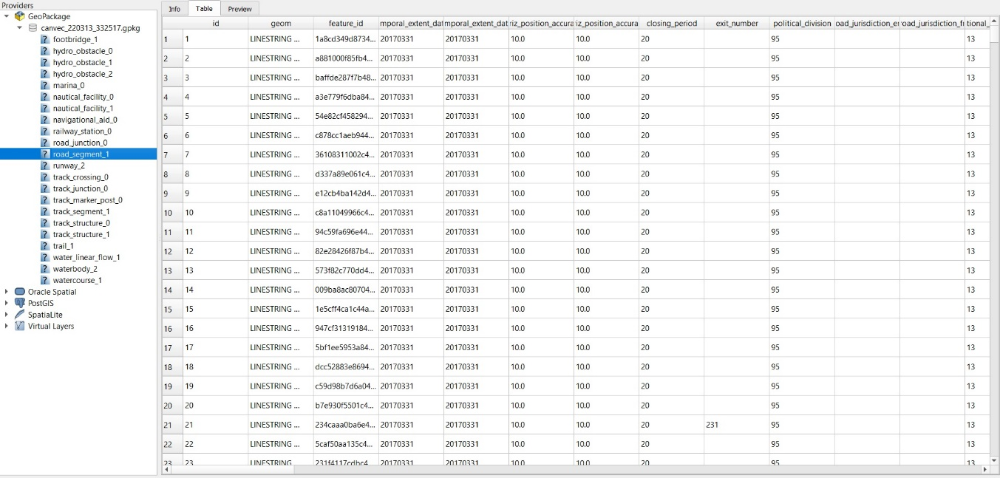 Providers
GeoPackage
canvec_220313_332517.gpkg
footbridge_1
hydro_obstacle_0
hydro_obstacle_1
hydro_obstacle_2
marina_0
nautical_facility_0
nautical_facility_1
navigational_aid_0
railway_station_0
road_junction_0
road_segment_1
runway_2
track_crossing_0
track_junction_0
track_marker_post_0
track_segment_1
track_structure_0
track_structure_1
trail_1
water_linear_flow_1
waterbody_2
watercourse_1
Oracle Spatial
PostGIS
SpatiaLite
Virtual Layers
Info Table Preview
id geom feature_id mporal_extent_dat mporal_extent_dat riz_position_accura iz_position_accura closing_period exit_number political_division oad_jurisdiction_e road_jurisdiction_fr tional_
1 1 LINESTRING ... 1a8cd349d8734... 20170331 20170331 10.0 10.0 20 95 13
2 2 LINESTRING ... a881000f85fb4... 20170331 20170331 10.0 10.0 20 95 13
3 3 LINESTRING ... baffde287f7b48... 20170331 20170331 10.0 10.0 20 95 13
4 4 LINESTRING ... a3e779f6dba84... 20170331 20170331 10.0 10.0 20 95 13
5 5 LINESTRING ... 54e82cf458294... 20170331 20170331 10.0 10.0 20 95 13
6 6 LINESTRING ... c878cc1aeb944... 20170331 20170331 10.0 10.0 20 95 13
7 7 LINESTRING ... 36108311002c4... 20170331 20170331 10.0 10.0 20 95 13
8 8 LINESTRING ... d337a89e061c4... 20170331 20170331 10.0 10.0 20 95 13
9 9 LINESTRING ... e12cb4ba142d4... 20170331 20170331 10.0 10.0 20 95 13
10 10 LINESTRING ... c8a11049966c4... 20170331 20170331 10.0 10.0 20 95 13
11 11 LINESTRING ... 94c59fa696e44... 20170331 20170331 10.0 10.0 20 95 13
12 12 LINESTRING ... 82e28426f87b4... 20170331 20170331 10.0 10.0 20 95 13
13 13 LINESTRING ... 573f82c770dd4... 20170331 20170331 10.0 10.0 20 95 13
14 14 LINESTRING ... 009ba8ac80704... 20170331 20170331 10.0 10.0 20 95 13
15 15 LINESTRING ... 1e5cff4ca1c44a... 20170331 20170331 10.0 10.0 20 95 13
16 16 LINESTRING ... 947cf31319184... 20170331 20170331 10.0 10.0 20 95 13
17 17 LINESTRING ... 5bf1ee5953a84... 20170331 20170331 10.0 10.0 20 95 13
18 18 LINESTRING ... dcc52883e8694... 20170331 20170331 10.0 10.0 20 95 13
19 19 LINESTRING ... c59d98b7d6a04... 20170331 20170331 10.0 10.0 20 95 13
20 20 LINESTRING ... b7e930f5501c4... 20170331 20170331 10.0 10.0 20 95 13
21 21 LINESTRING ... 234caaa0ba6e4... 20170331 20170331 10.0 10.0 20 231 95 13
22 22 LINESTRING ... 5caf50aa135c4... 20170331 20170331 10.0 10.0 20 95 13
23 23 LINESTRING 231f4117cdbc4 20170331 20170331 10.0 10.0 20 95 13